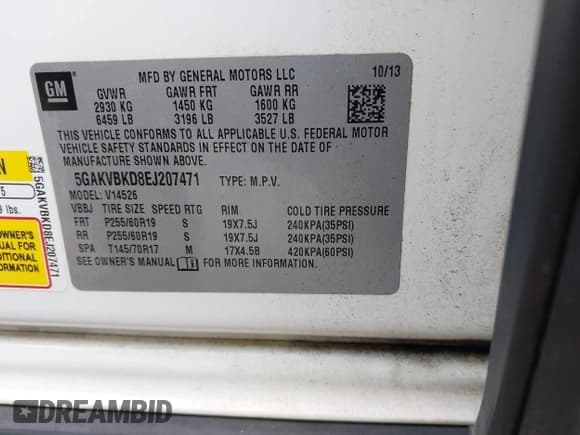 GM
MFD BY GENERAL MOTORS LLC 10/13
GVWR GAWR FRT GAWR RR
2930 KG 1450 KG 1600 KG
6459 LB 3196 LB 3527 LB
THIS VEHICLE CONFORMS TO ALL APPLICABLE U.S. FEDERAL MOTOR
VEHICLE SAFETY STANDARDS IN EFFECT ON THE DATE OF
MANUFACTURE SHOWN ABOVE.
5GAKVBKD8EJ207471 TYPE: M.P.V.
MODEL: V14526
VBBJ TIRE SIZE SPEED RTG RIM COLD TIRE PRESSURE
FRT P255/60R19 S 19X7.5J 240KPA(35PSI)
RR P255/60R19 S 19X7.5J 240KPA(35PSI)
SPA T145/70R17 M 17X4.5B 420KPA(60PSI)
SEE OWNER'S MANUAL FOR MORE INFORMATION.
N
5
lbs.
OWNER'S
MANUAL FOR
DITIONAL
ORMATION
5GAKVBKD8EJ207471
DREAMBID